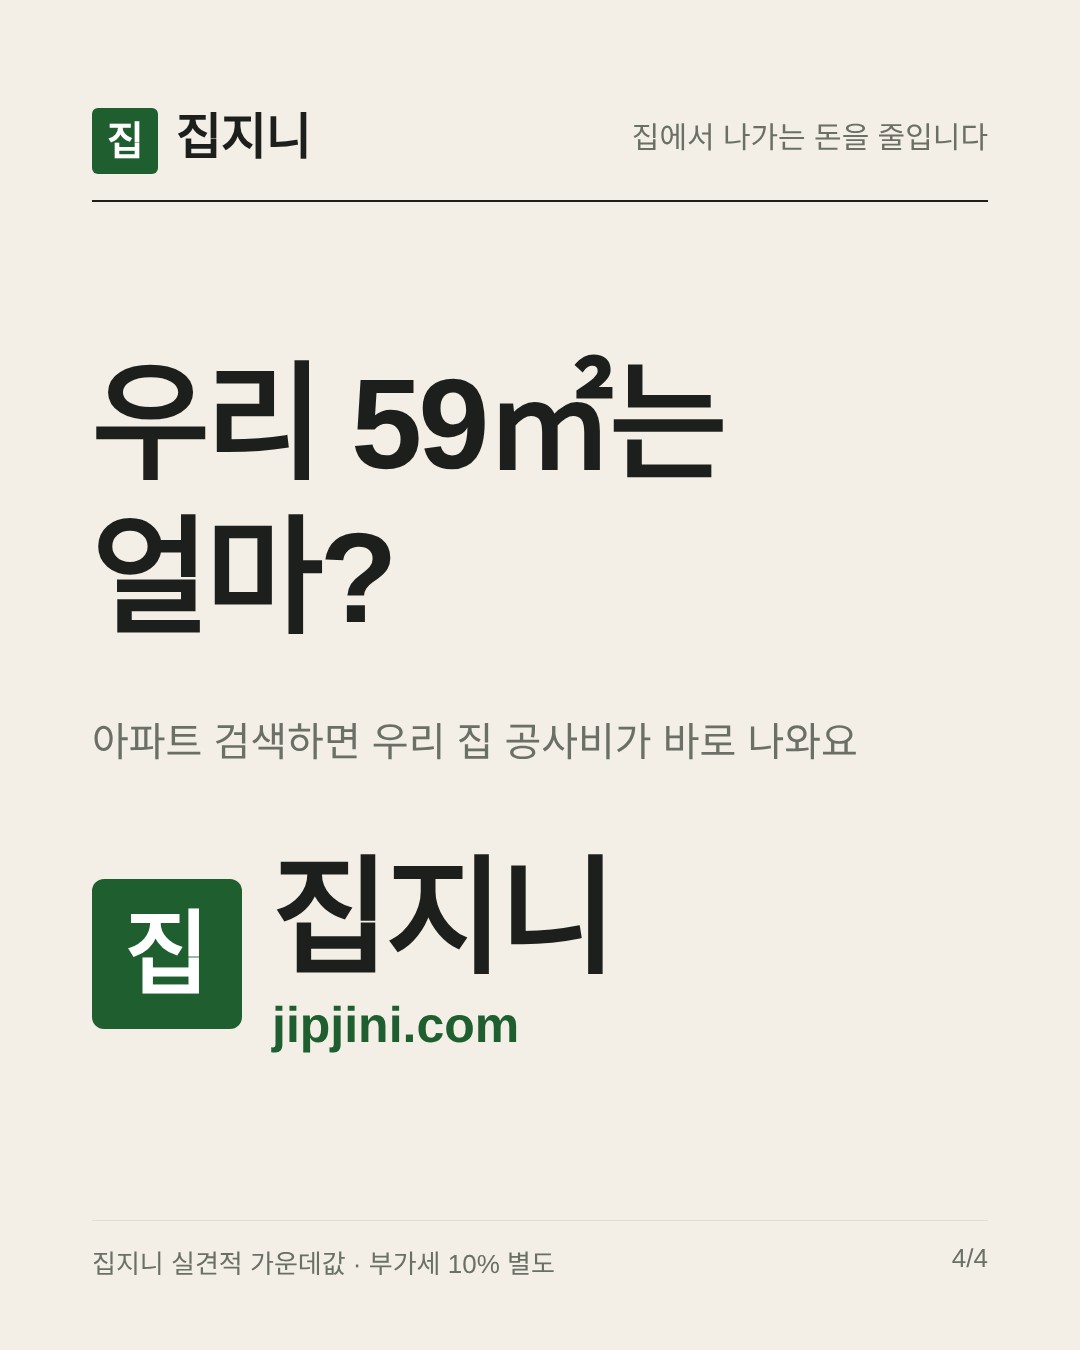 집 집지니
집에서 나가는 돈을 줄입니다
우리 59㎡는
얼마?
아파트 검색하면 우리 집 공사비가 바로 나와요
집 집지니
jipjini.com
집지니 실견적 가운데값 · 부가세 10% 별도
4/4